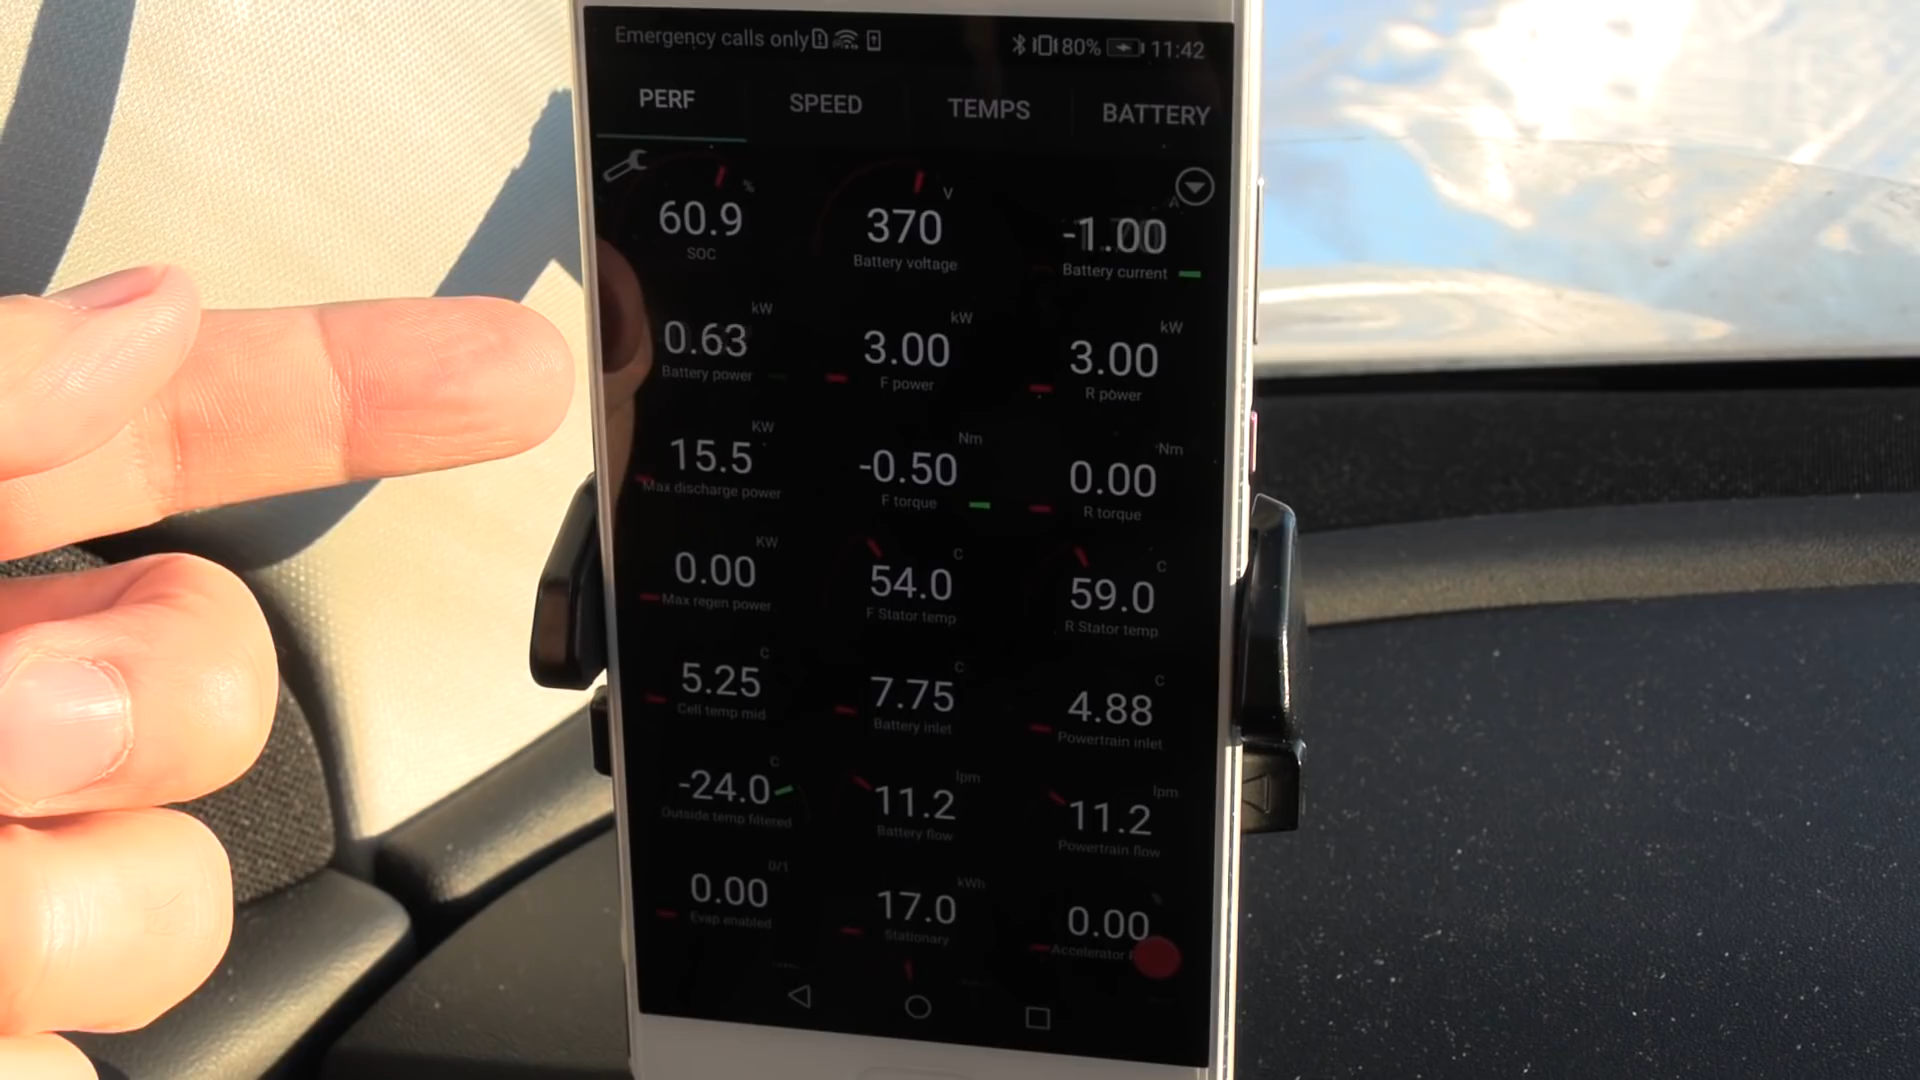 Emergency calls only 80% 11:42
PERF SPEED TEMPS BATTERY
% V A
60.9 370 -1.00
SOC Battery voltage Battery current
kW kW kW
0.63 3.00 3.00
Battery power F power R power
KW Nm Nm
15.5 -0.50 0.00
Max discharge power F torque R torque
KW C C
0.00 54.0 59.0
Max regen power F Stator temp R Stator temp
C C C
5.25 7.75 4.88
Cell temp mid Battery inlet Powertrain inlet
C lpm lpm
-24.0 11.2 11.2
Outside temp filtered Battery flow Powertrain flow
0/1 kWh
0.00 17.0 0.00
Evap enabled Stationary Accelerator